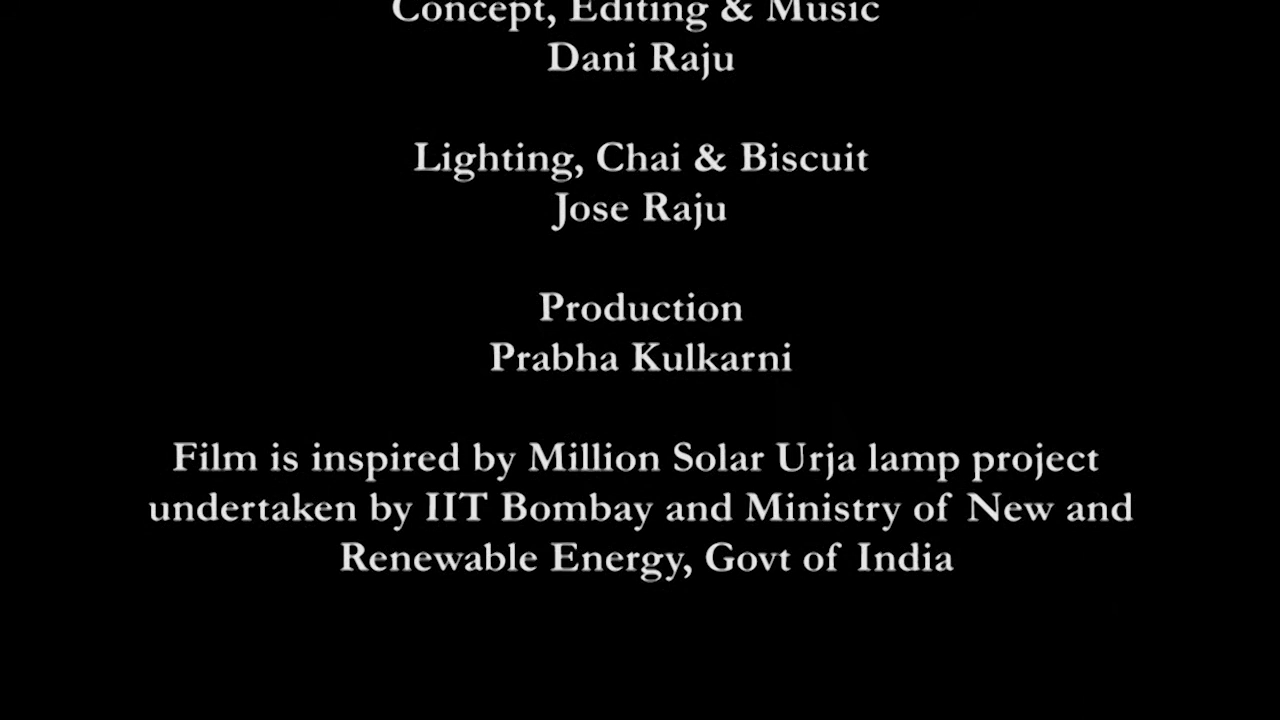 Concept, Editing & Music
Dani Raju
Lighting, Chai & Biscuit
Jose Raju
Production
Prabha Kulkarni
Film is inspired by Million Solar Urja lamp project
undertaken by IIT Bombay and Ministry of New and
Renewable Energy, Govt of India